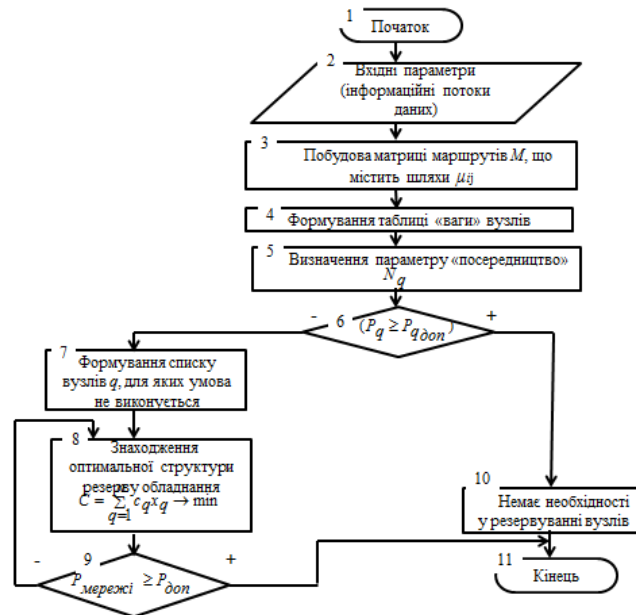 1
Початок
2
Вхідні параметри
(інформаційні потоки
даних)
3
Побудова матриці маршрутів M, що
містить шляхи μij
4
Формування таблиці «ваги» вузлів
5
Визначення параметру «посередництво»
Nq
- 6 (Pq ≥ Pqдоп) +
7
Формування списку
вузлів q, для яких умова
не виконується
8
Знаходження
оптимальної структури
резерву обладнання
C = ∑ cqxq → min
q=1
- 9 +
Pмережі ≥ Pдоп
10
Немає необхідності
у резервуванні вузлів
11
Кінець